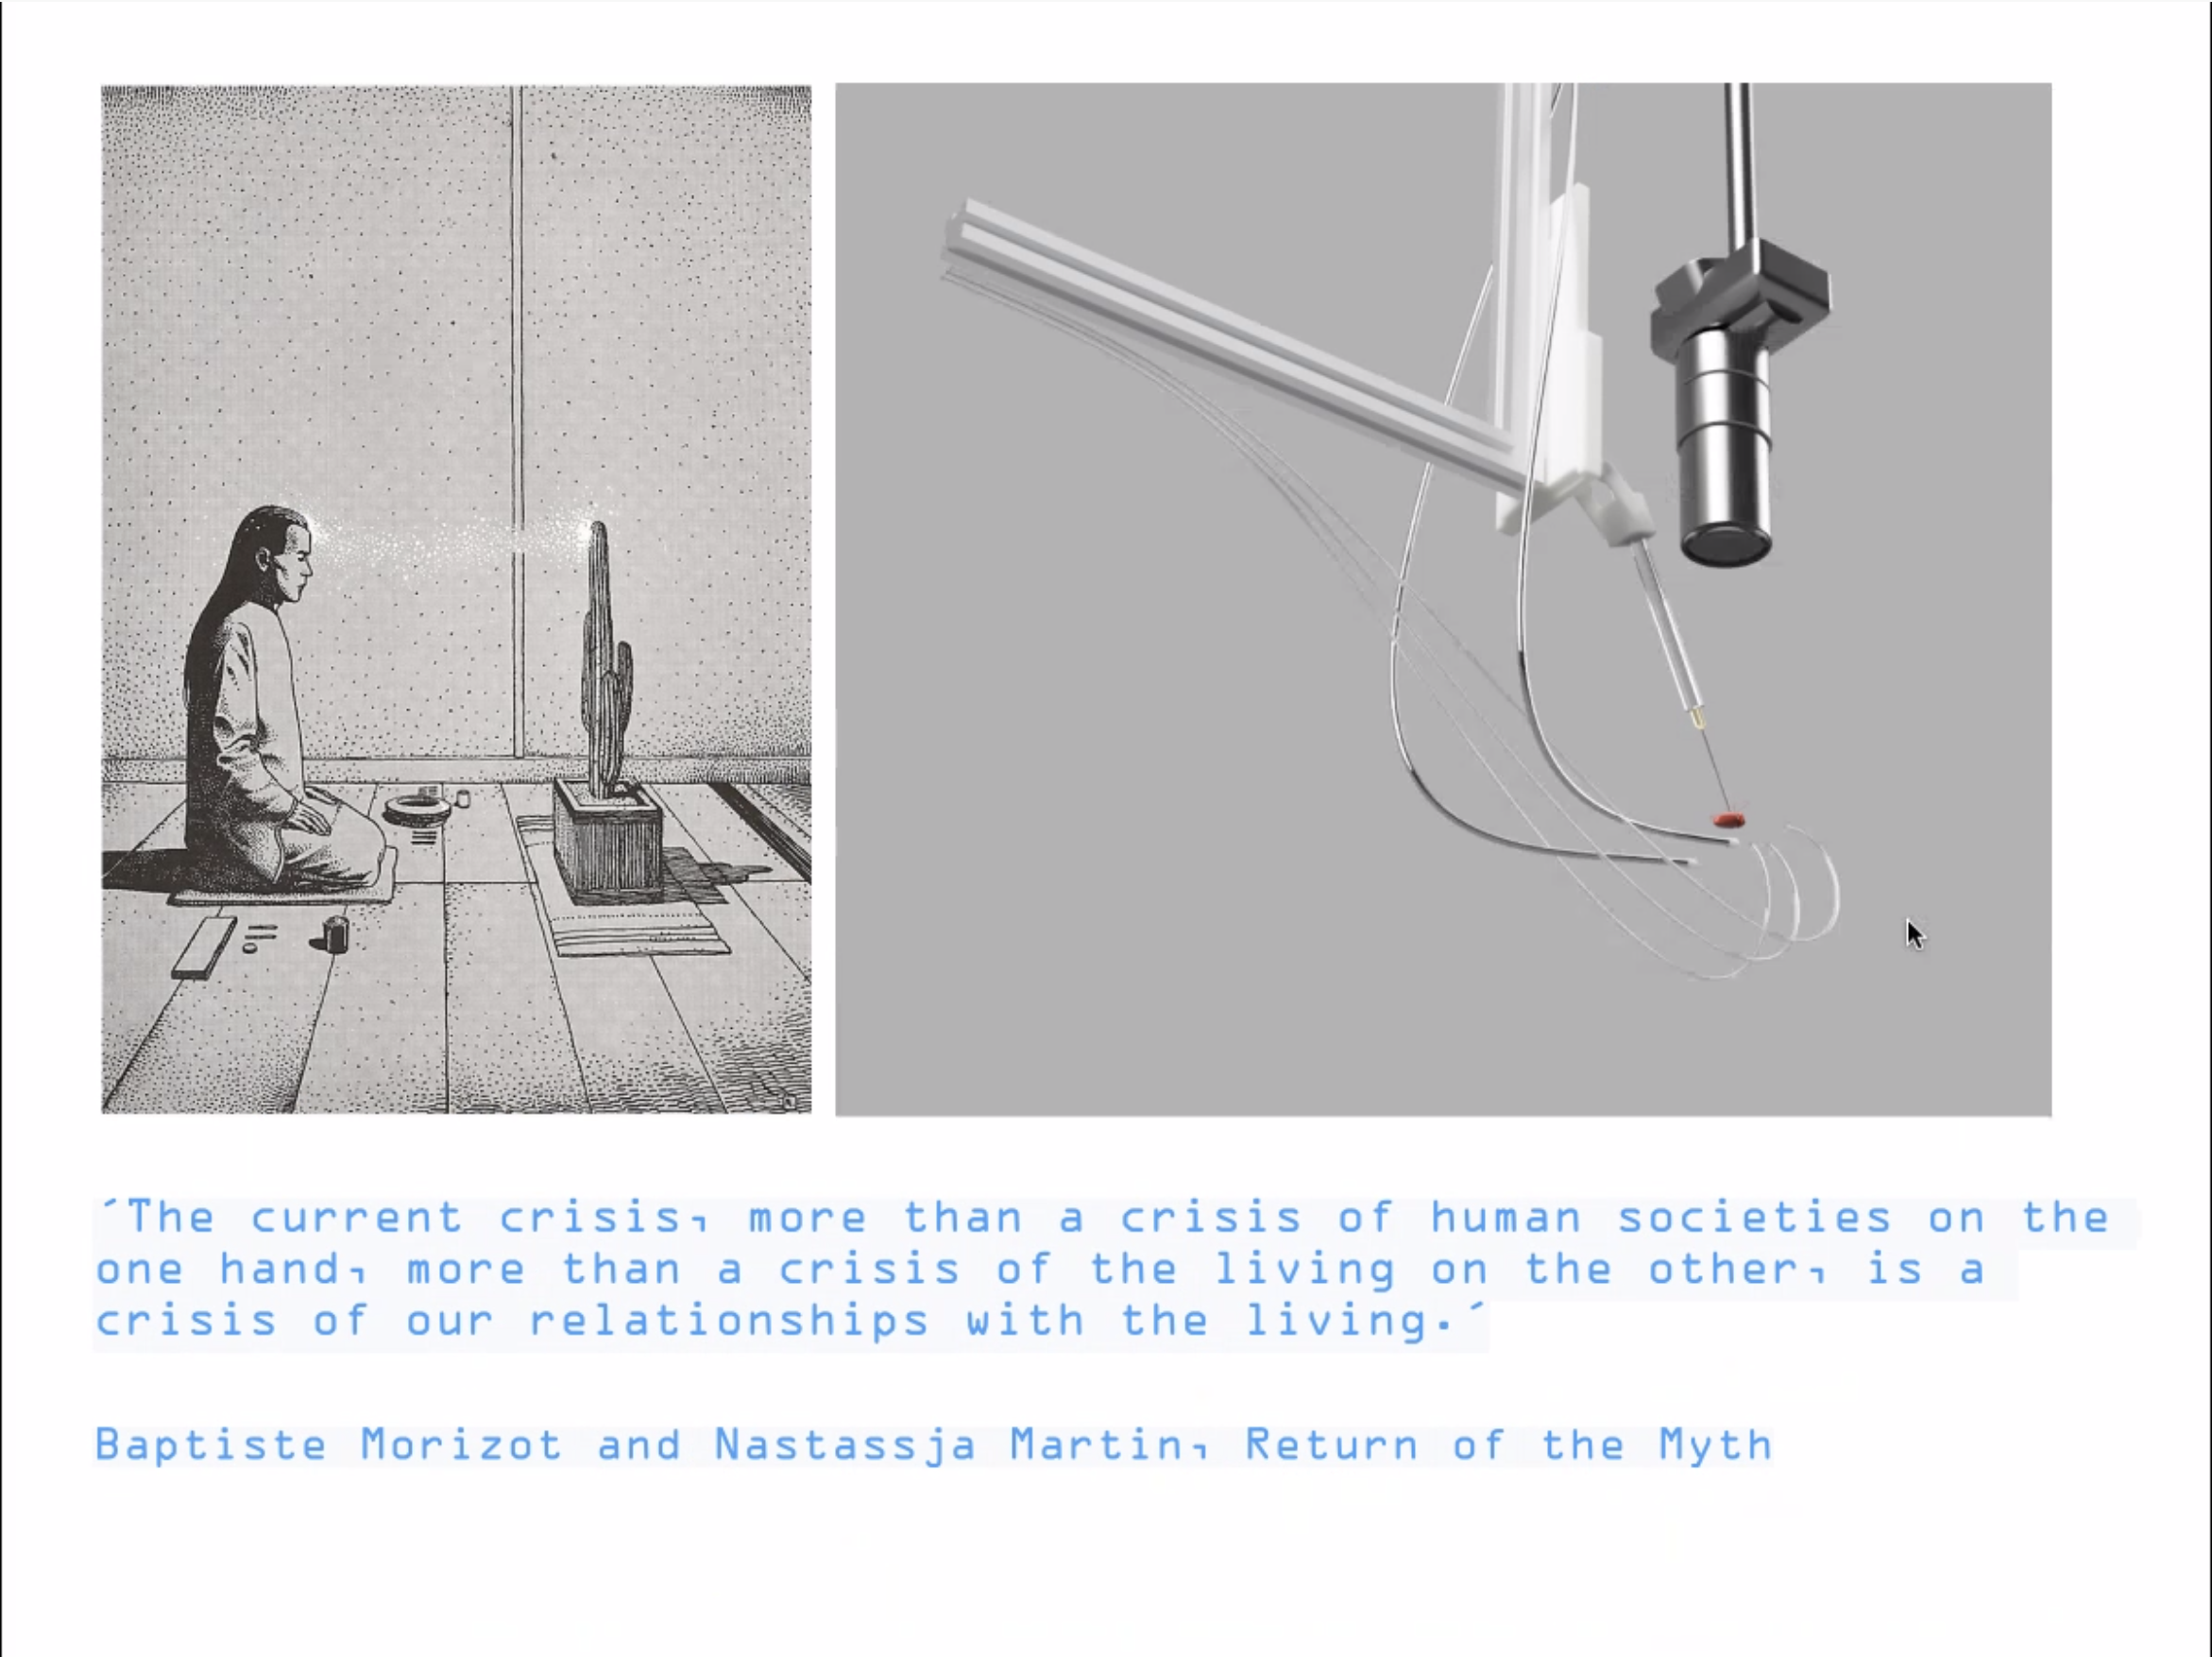 ´The current crisis, more than a crisis of human societies on the
one hand, more than a crisis of the living on the other, is a
crisis of our relationships with the living.´
Baptiste Morizot and Nastassja Martin, Return of the Myth